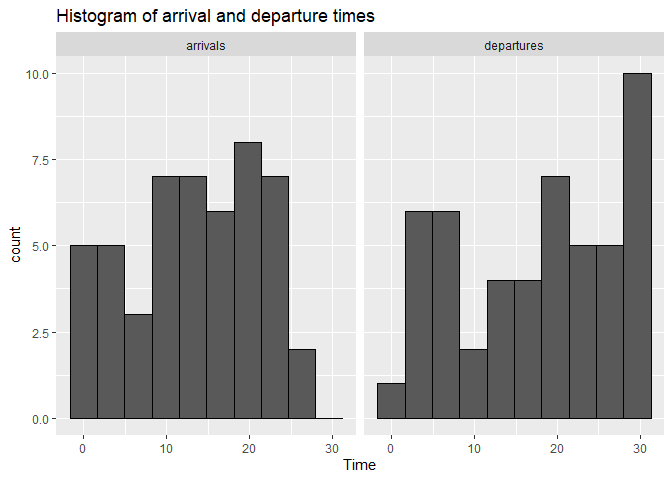 Histogram of arrival and departure times
arrivals
departures
count
10.0
7.5
5.0
2.5
0.0
0 10 20 30
0 10 20 30
Time